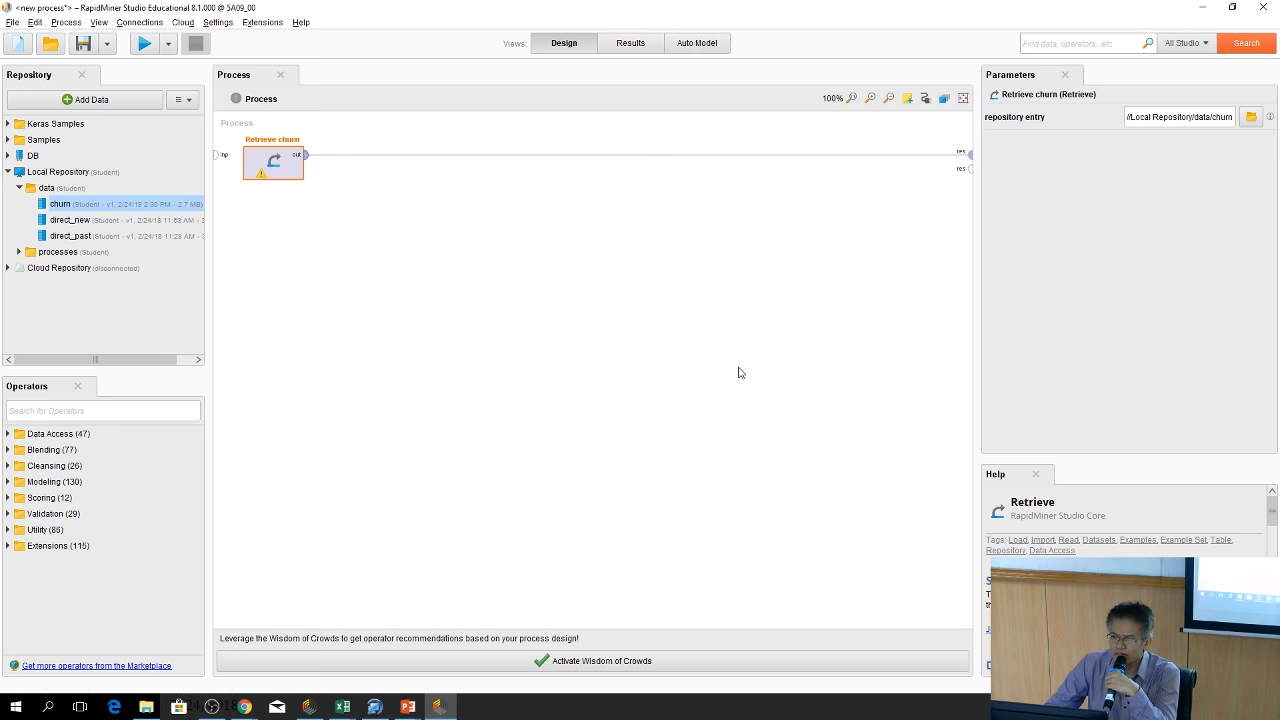 <new process*> – RapidMiner Studio Educational 8.1.000 @ 5A09_00
File Edit Process View Connections Cloud Settings Extensions Help
Views: Design Results Auto Model
Find data, operators...etc All Studio Search
Repository
Add Data
Keras Samples
Samples
DB
Local Repository (Student)
data (Student)
churn (Student - v1, 2/24/18 2:30 PM - 2.7 MB)
direct_new (Student - v1, 2/24/18 11:53 AM -
direct_past (Student - v1, 2/24/18 11:28 AM -
processes (Student)
Cloud Repository (disconnected)
Operators
Search for Operators
Data Access (47)
Blending (77)
Cleansing (26)
Modeling (130)
Scoring (12)
Validation (29)
Utility (86)
Extensions (115)
Get more operators from the Marketplace
Process
Process
100%
Process
Retrieve churn
inp
out
res
res
Leverage the Wisdom of Crowds to get operator recommendations based on your process design!
Activate Wisdom of Crowds
Parameters
Retrieve churn (Retrieve)
repository entry //Local Repository/data/churn
Help
Retrieve
RapidMiner Studio Core
Tags: Load, Import, Read, Datasets, Examples, Example Set, Table,
Repository, Data Access